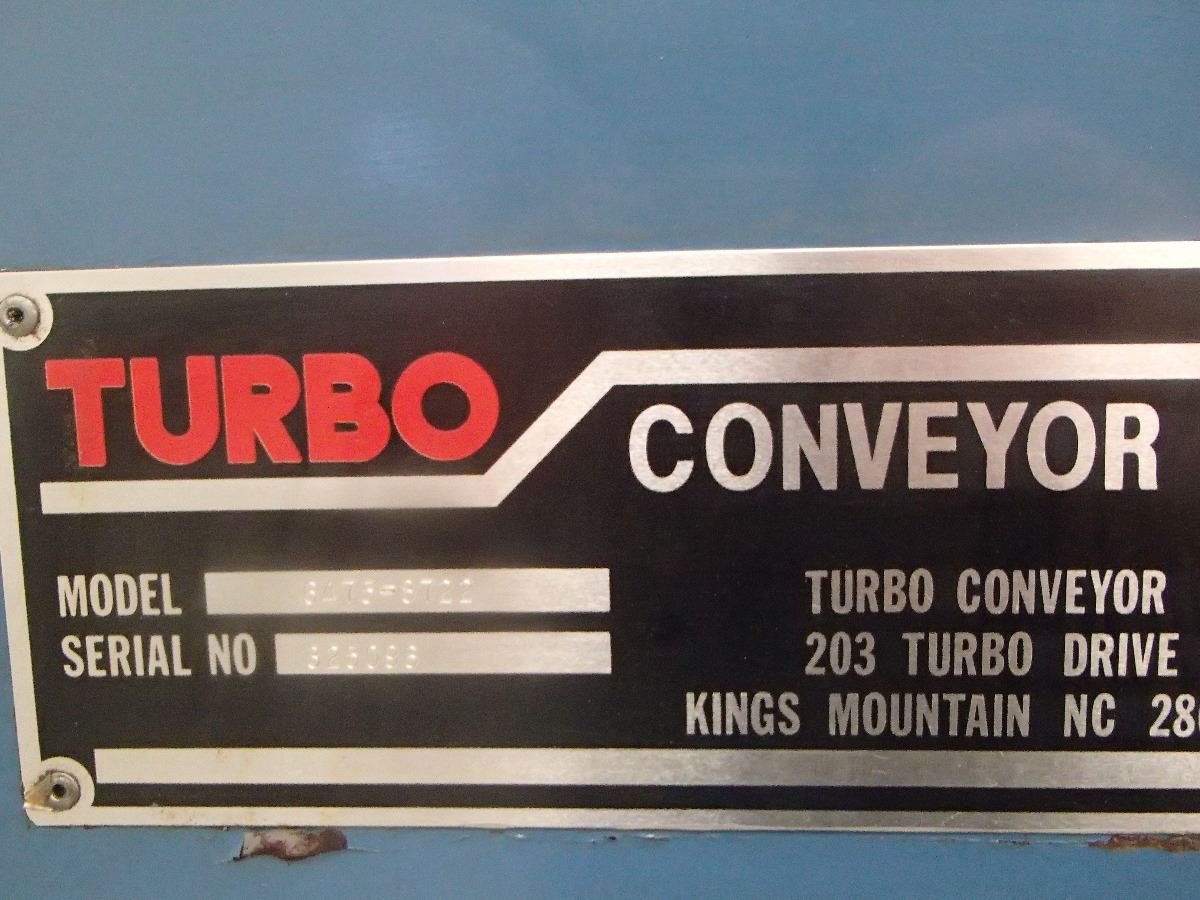 TURBO
CONVEYOR
MODEL
SERIAL NO
TURBO CONVEYOR
203 TURBO DRIVE
KINGS MOUNTAIN NC